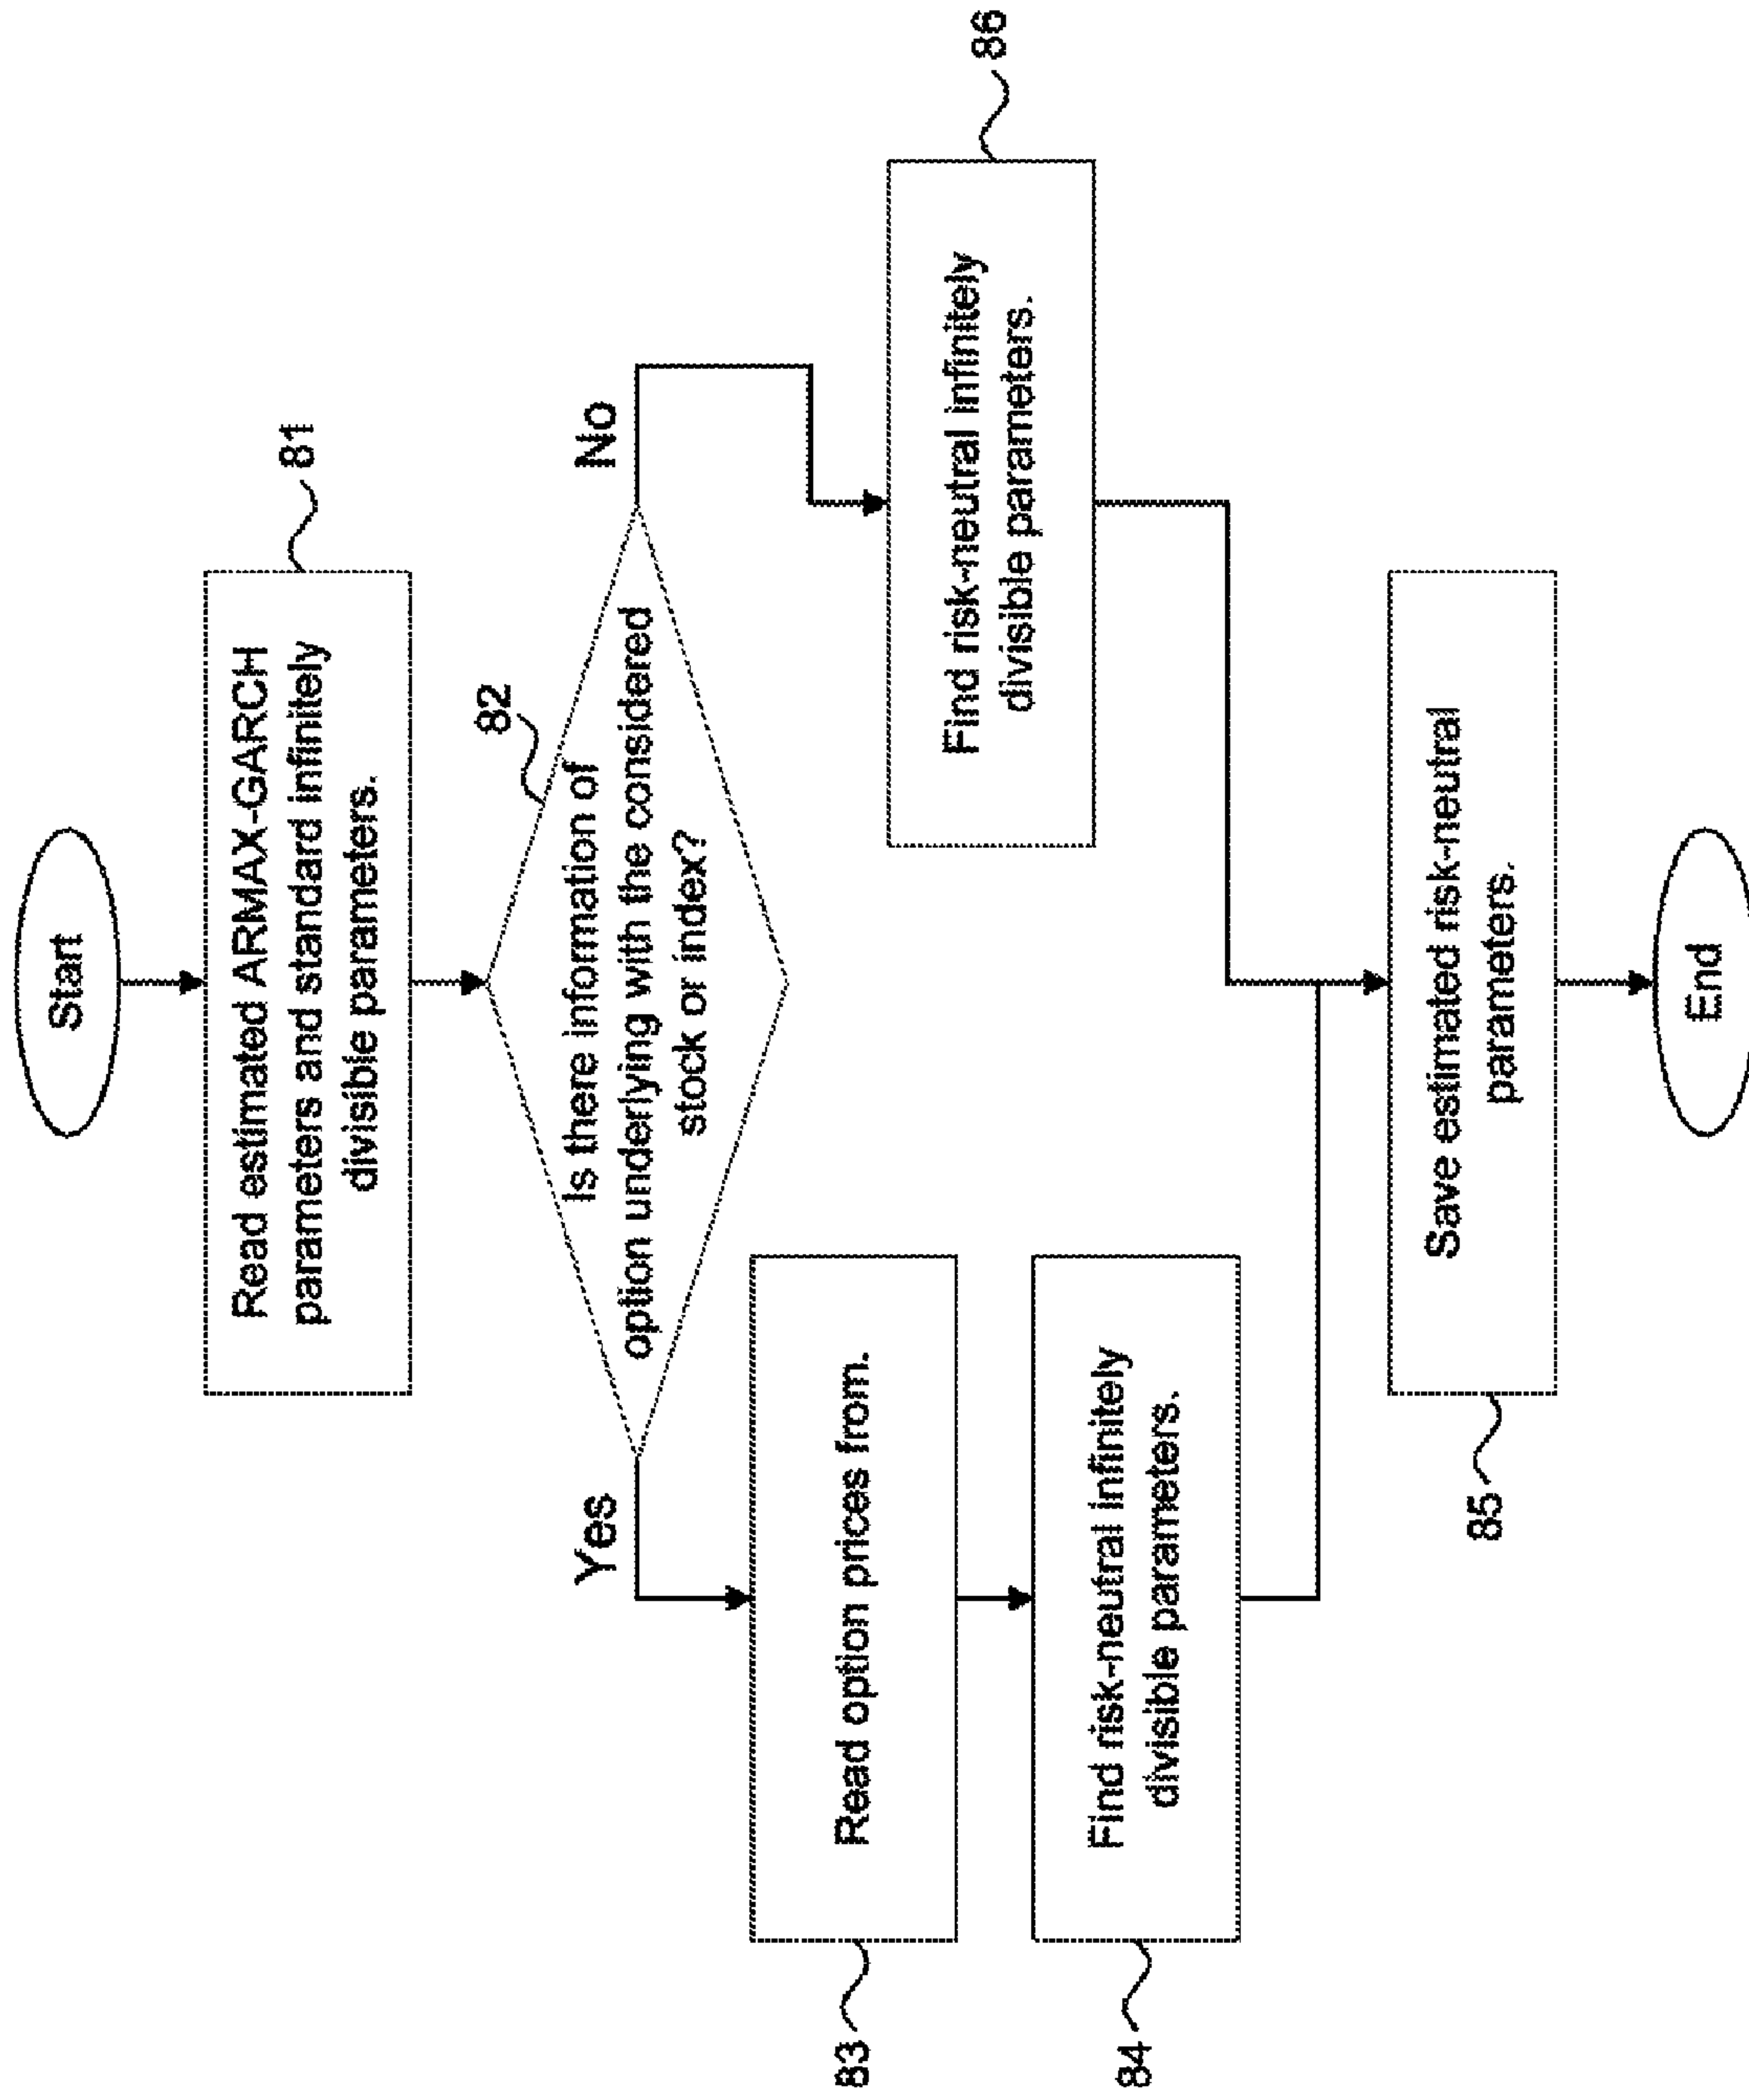 Start
Read estimated ARMAX-GARCH
parameters and standard infinitely
divisible parameters.
81
82
Is there information of
option underlying with the considered
stock or index?
Yes
No
Read option prices from.
83
Find risk-neutral infinitely
divisible parameters.
84
Find risk-neutral infinitely
divisible parameters.
86
Save estimated risk-neutral
parameters.
85
End